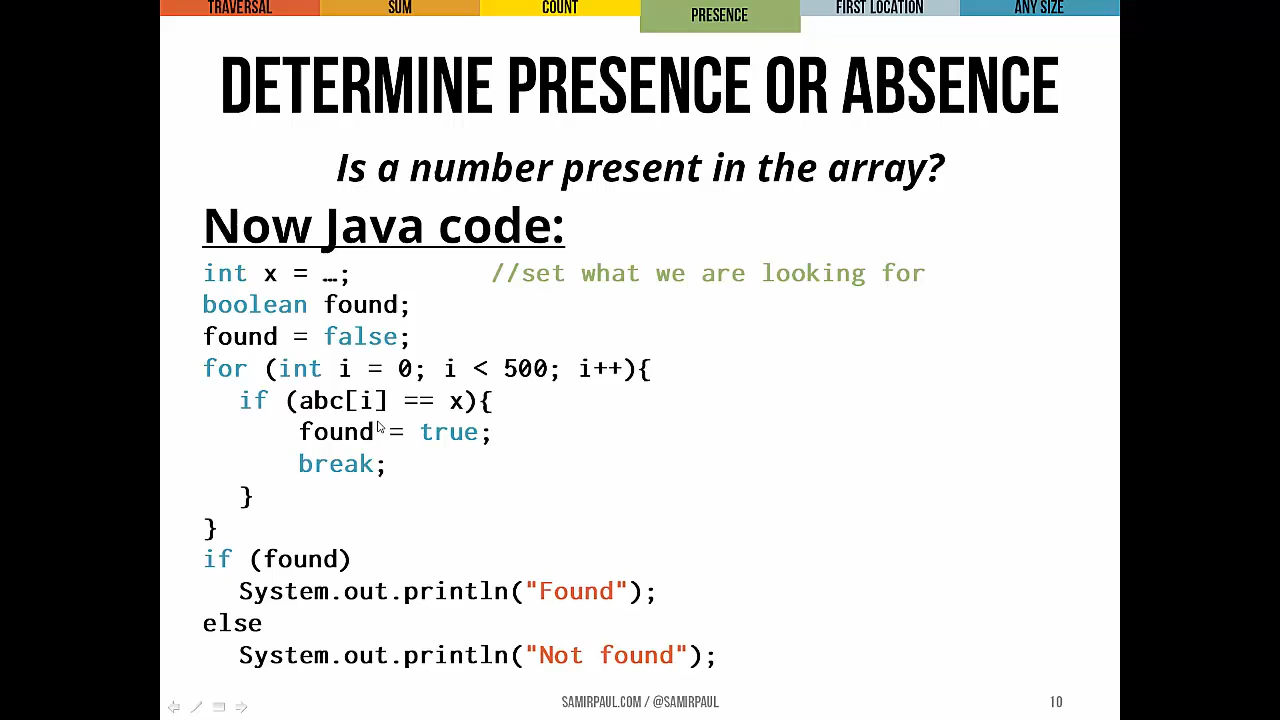 TRAVERSAL SUM COUNT PRESENCE FIRST LOCATION ANY SIZE
DETERMINE PRESENCE OR ABSENCE
Is a number present in the array?
Now Java code:
int x = …; //set what we are looking for
boolean found;
found = false;
for (int i = 0; i < 500; i++){
if (abc[i] == x){
found = true;
break;
}
}
if (found)
System.out.println("Found");
else
System.out.println("Not found");
SAMIRPAUL.COM / @SAMIRPAUL 10